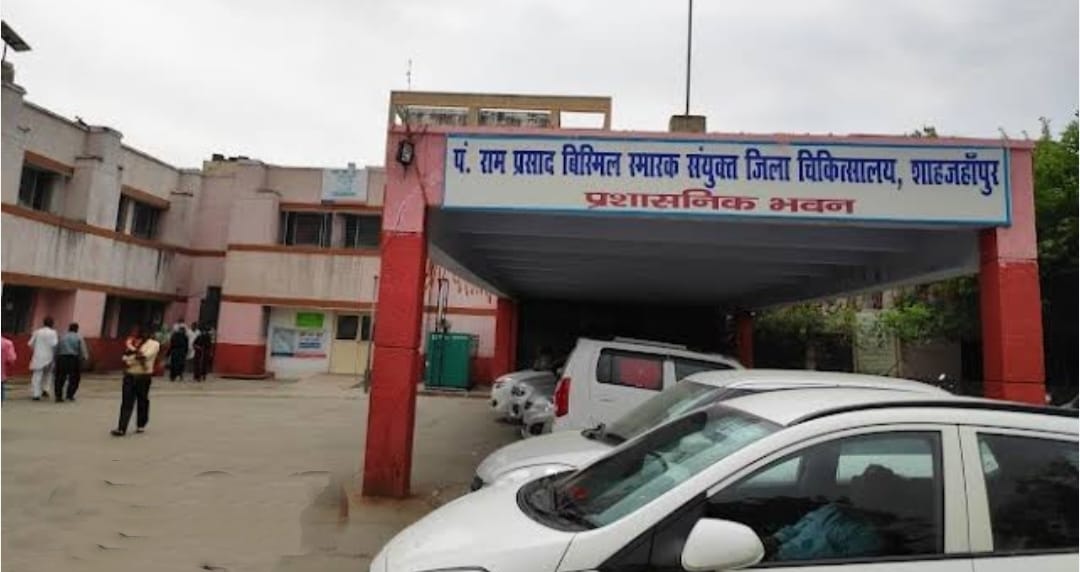 पं. राम प्रसाद बिस्मिल स्मारक संयुक्त जिला चिकित्सालय, शाहजहाँपुर
प्रशासनिक भवन